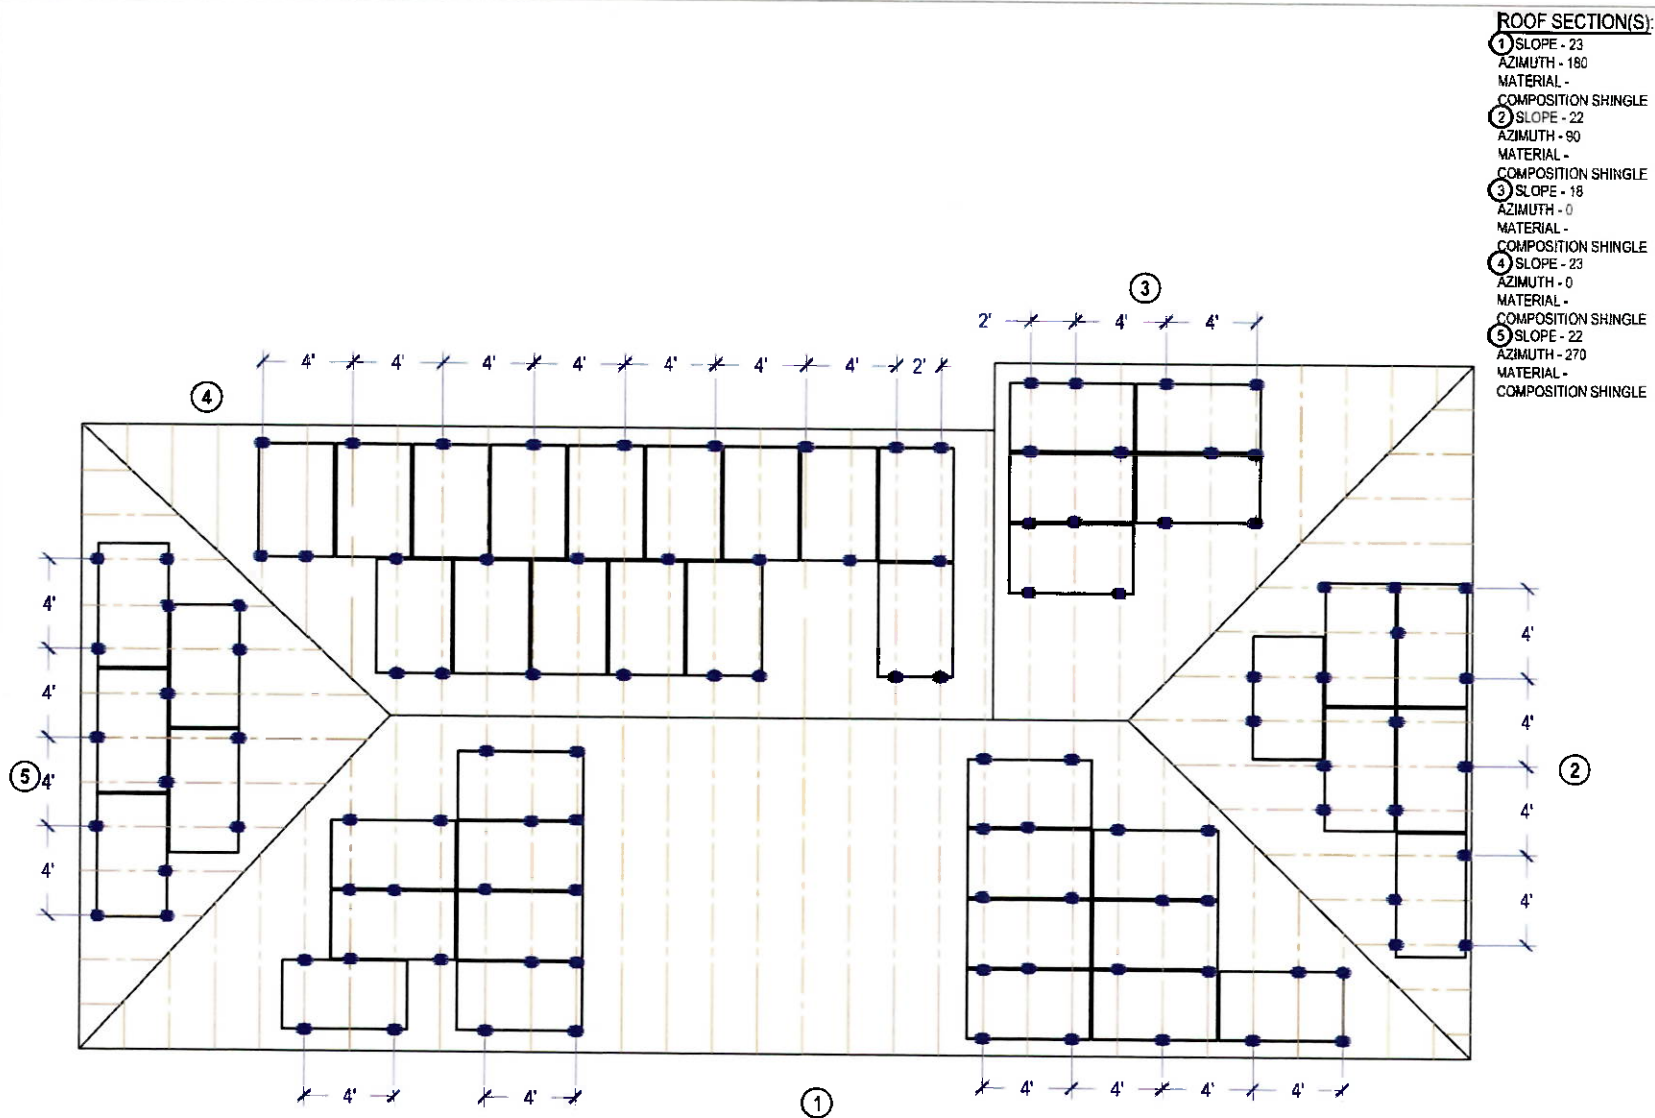 ROOF SECTION(S):
1 SLOPE - 23
AZIMUTH - 180
MATERIAL -
COMPOSITION SHINGLE
2 SLOPE - 22
AZIMUTH - 90
MATERIAL -
COMPOSITION SHINGLE
3 SLOPE - 18
AZIMUTH - 0
MATERIAL -
COMPOSITION SHINGLE
4 SLOPE - 23
AZIMUTH - 0
MATERIAL -
COMPOSITION SHINGLE
5 SLOPE - 22
AZIMUTH - 270
MATERIAL -
COMPOSITION SHINGLE
3
2' 4' 4'
4' 4' 4' 4' 4' 4' 4' 2'
4
4'
4'
5
4'
4'
4'
4'
2
4'
4'
4' 4'
4' 4' 4' 4'
1